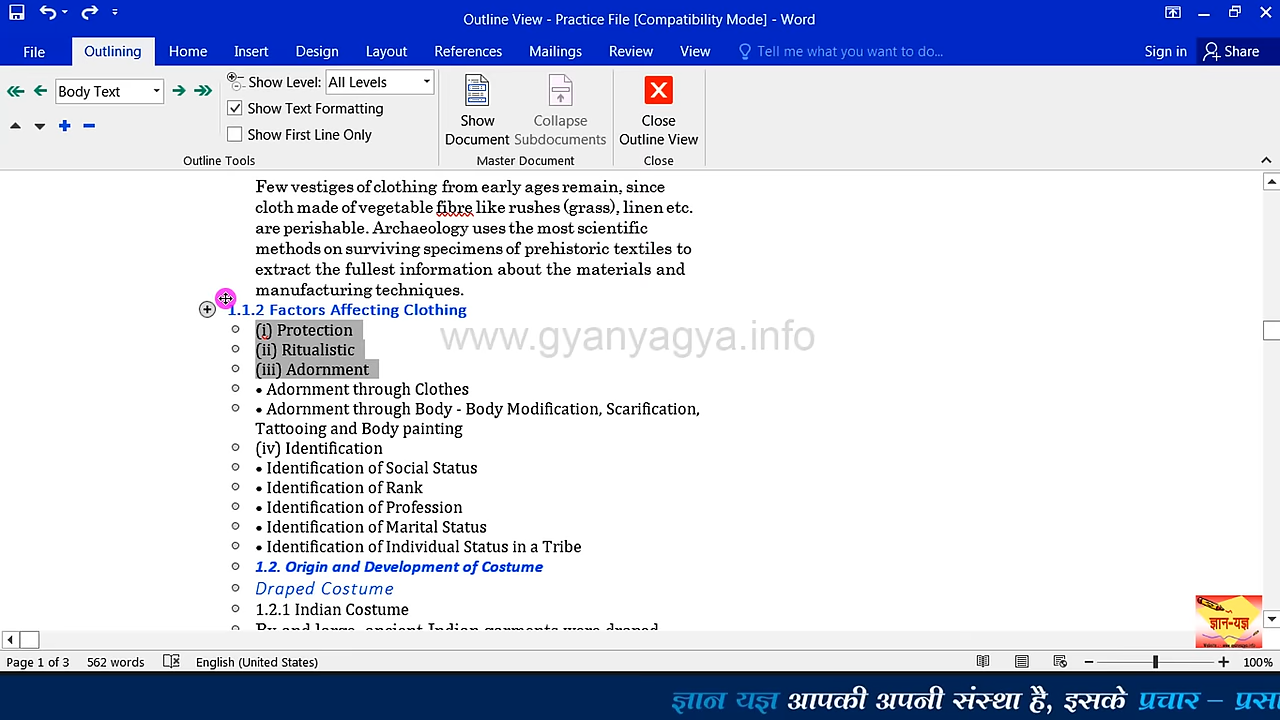 Outline View - Practice File [Compatibility Mode] - Word
File Outlining Home Insert Design Layout References Mailings Review View Tell me what you want to do... Sign in Share
Body Text
Show Level: All Levels
Show Text Formatting
Show First Line Only
Outline Tools
Show Document
Collapse Subdocuments
Master Document
Close Outline View
Close
Few vestiges of clothing from early ages remain, since
cloth made of vegetable fibre like rushes (grass), linen etc.
are perishable. Archaeology uses the most scientific
methods on surviving specimens of prehistoric textiles to
extract the fullest information about the materials and
manufacturing techniques.
1.1.2 Factors Affecting Clothing
(i) Protection
www.gyanyagya.info
(ii) Ritualistic
(iii) Adornment
• Adornment through Clothes
• Adornment through Body - Body Modification, Scarification,
Tattooing and Body painting
(iv) Identification
• Identification of Social Status
• Identification of Rank
• Identification of Profession
• Identification of Marital Status
• Identification of Individual Status in a Tribe
1.2. Origin and Development of Costume
Draped Costume
1.2.1 Indian Costume
By and large, ancient Indian garments were draped
ज्ञान-यज्ञ
Page 1 of 3 562 words English (United States) 100%
ज्ञान यज्ञ आपकी अपनी संस्था है, इसके प्रचार – प्रसा